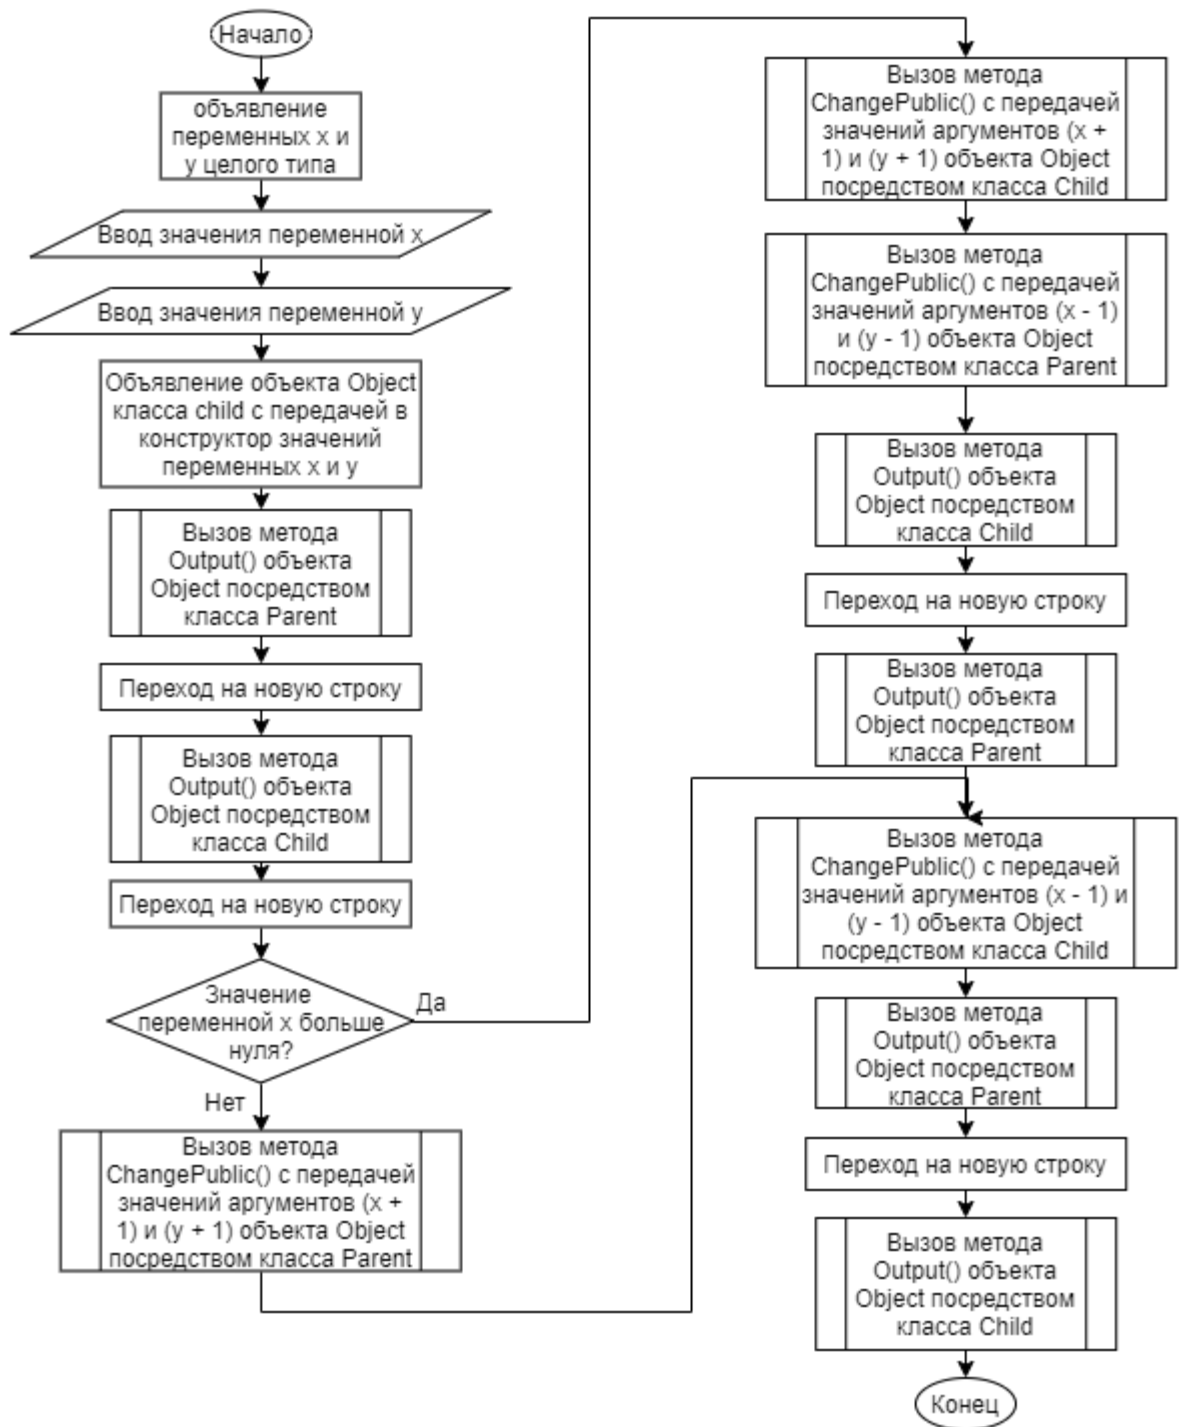 Начало
объявление
переменных x и
y целого типа
Ввод значения переменной x
Ввод значения переменной y
Объявление объекта Object
класса child с передачей в
конструктор значений
переменных x и y
Вызов метода
Output() объекта
Object посредством
класса Parent
Переход на новую строку
Вызов метода
Output() объекта
Object посредством
класса Child
Переход на новую строку
Значение
переменной x больше
нуля?
Да
Нет
Вызов метода
ChangePublic() с передачей
значений аргументов (x +
1) и (y + 1) объекта Object
посредством класса Parent
Вызов метода
ChangePublic() с передачей
значений аргументов (x +
1) и (y + 1) объекта Object
посредством класса Child
Вызов метода
ChangePublic() с передачей
значений аргументов (x - 1)
и (y - 1) объекта Object
посредством класса Parent
Вызов метода
Output() объекта
Object посредством
класса Child
Переход на новую строку
Вызов метода
Output() объекта
Object посредством
класса Parent
Вызов метода
ChangePublic() с передачей
значений аргументов (x - 1) и
(y - 1) объекта Object
посредством класса Child
Вызов метода
Output() объекта
Object посредством
класса Parent
Переход на новую строку
Вызов метода
Output() объекта
Object посредством
класса Child
Конец